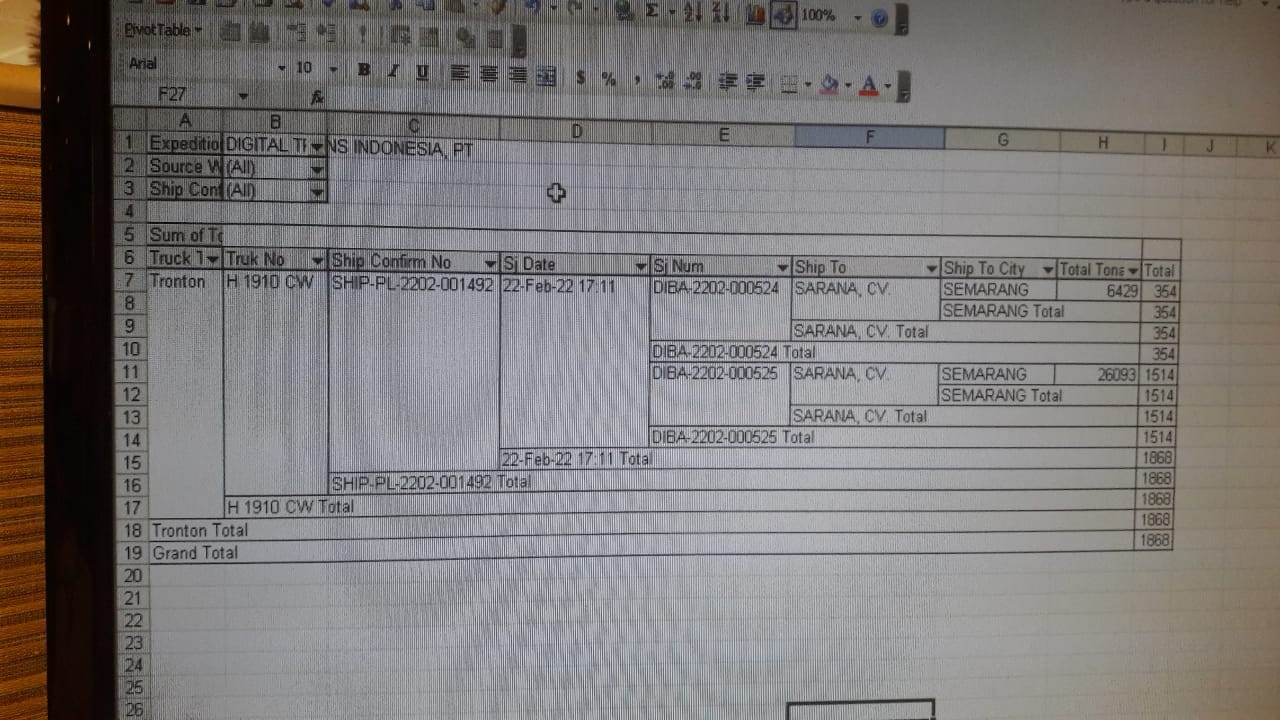 100%
PivotTable
Arial 10 B I U $ % ,
F27 fx
A B C D E F G H I J K
1 Expeditio DIGITAL TR NS INDONESIA, PT
2 Source W (All)
3 Ship Con (All)
4
5 Sum of To
6 Truck T Truk No Ship Confirm No Sj Date Sj Num Ship To Ship To City Total Tona Total
7 Tronton H 1910 CW SHIP-PL-2202-001492 22-Feb-22 17:11 DIBA-2202-000524 SARANA, CV. SEMARANG 6429 354
8 SEMARANG Total 354
9 SARANA, CV. Total 354
10 DIBA-2202-000524 Total 354
11 DIBA-2202-000525 SARANA, CV. SEMARANG 26093 1514
12 SEMARANG Total 1514
13 SARANA, CV. Total 1514
14 DIBA-2202-000525 Total 1514
15 22-Feb-22 17:11 Total 1868
16 SHIP-PL-2202-001492 Total 1868
17 H 1910 CW Total 1868
18 Tronton Total 1868
19 Grand Total 1868
20
21
22
23
24
25
26